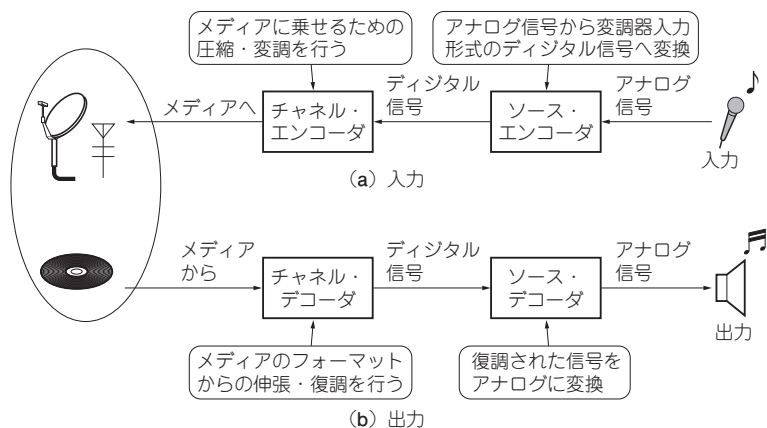 メディアに乗せるための
圧縮・変調を行う
アナログ信号から変調器入力
形式のディジタル信号へ変換
メディアへ
チャネル・
エンコーダ
ディジタル
信号
ソース・
エンコーダ
アナログ
信号
入力
(a) 入力
メディア
から
チャネル・
デコーダ
ディジタル
信号
ソース・
デコーダ
アナログ
信号
出力
メディアのフォーマット
からの伸張・復調を行う
復調された信号を
アナログに変換
(b) 出力